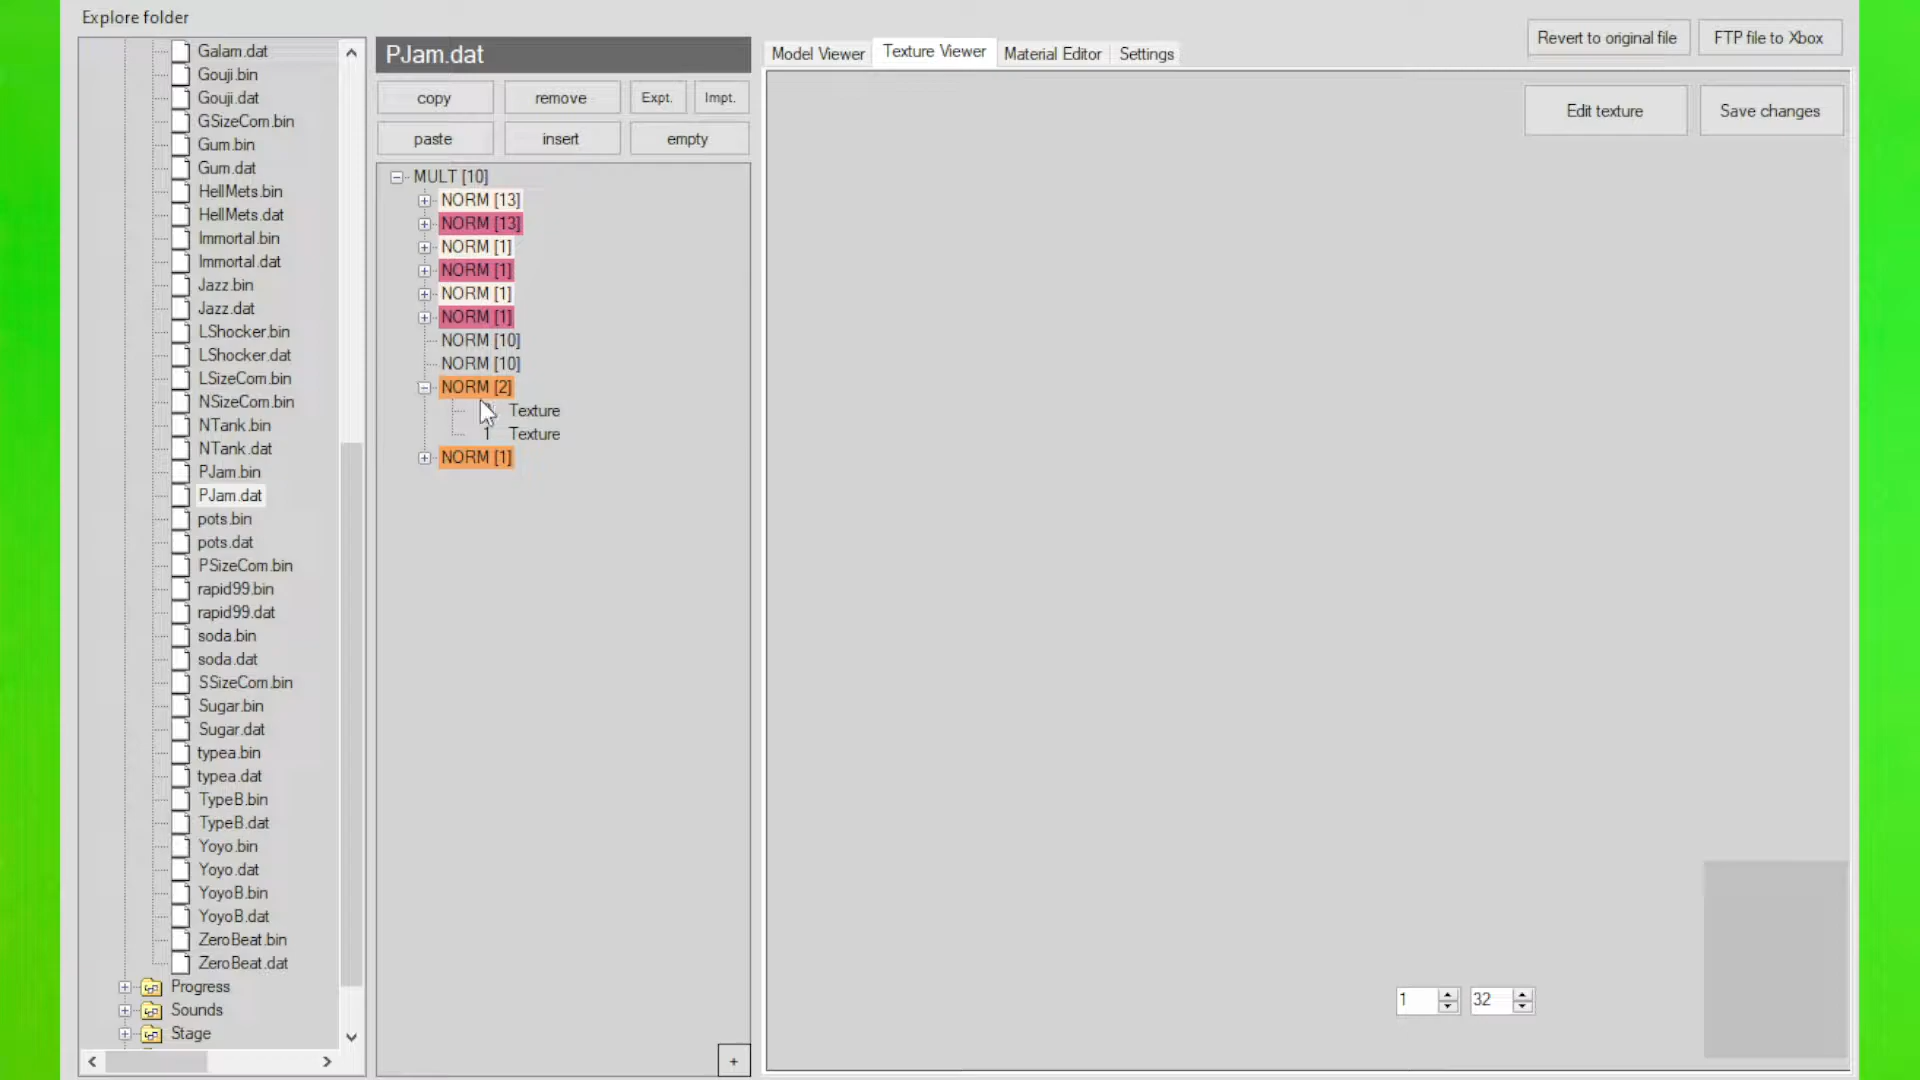 Explore folder
Galam.dat
Gouji.bin
Gouji.dat
GSizeCom.bin
Gum.bin
Gum.dat
HellMets.bin
HellMets.dat
Immortal.bin
Immortal.dat
Jazz.bin
Jazz.dat
LShocker.bin
LShocker.dat
LSizeCom.bin
NSizeCom.bin
NTank.bin
NTank.dat
PJam.bin
PJam.dat
pots.bin
pots.dat
PSizeCom.bin
rapid99.bin
rapid99.dat
soda.bin
soda.dat
SSizeCom.bin
Sugar.bin
Sugar.dat
typea.bin
typea.dat
TypeB.bin
TypeB.dat
Yoyo.bin
Yoyo.dat
YoyoB.bin
YoyoB.dat
ZeroBeat.bin
ZeroBeat.dat
Progress
Sounds
Stage
PJam.dat
copy remove Expt. Impt.
paste insert empty
MULT [10]
NORM [13]
NORM [13]
NORM [1]
NORM [1]
NORM [1]
NORM [1]
NORM [10]
NORM [10]
NORM [2]
Texture
1 Texture
NORM [1]
+
Model Viewer Texture Viewer Material Editor Settings
Revert to original file FTP file to Xbox
Edit texture Save changes
1 32